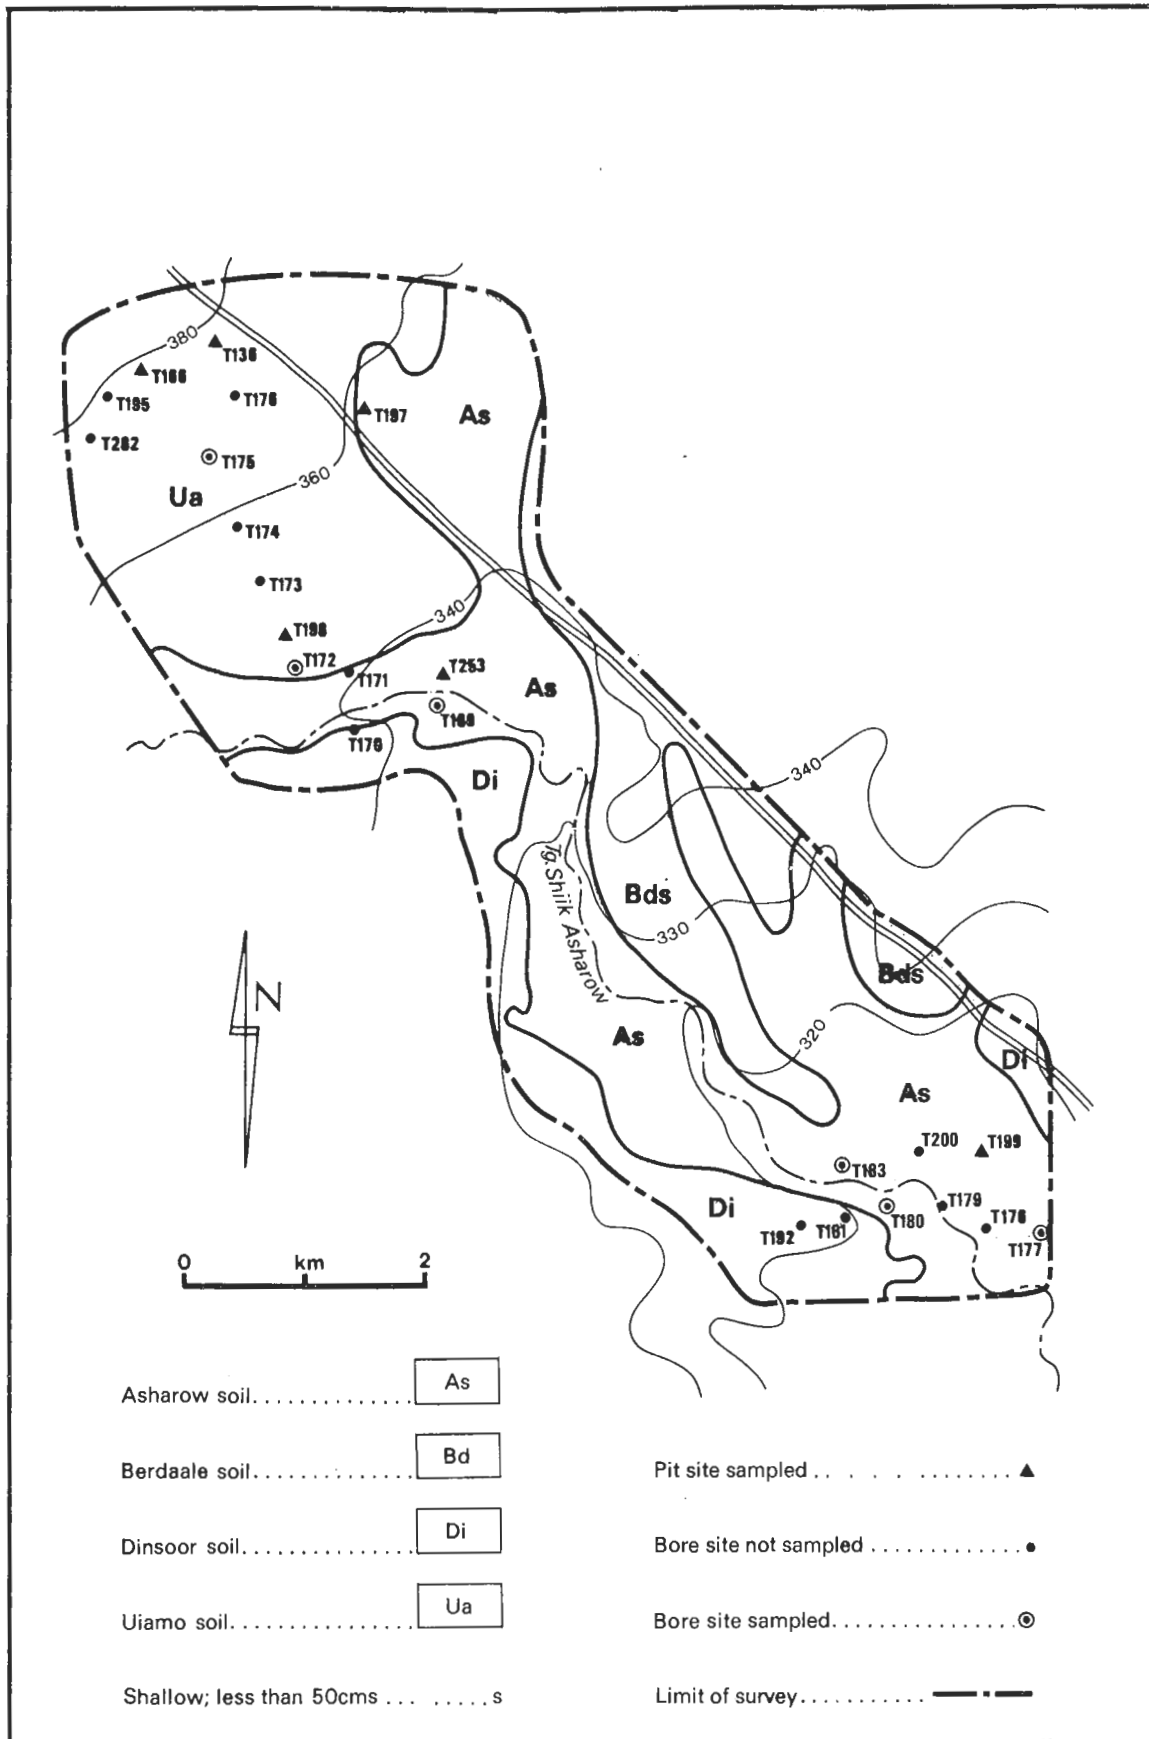 380
T136
T166
T195
T176
T197
As
T282
T175
360
Ua
T174
T173
340
T198
T172
T171
T253
As
T168
T170
Di
340
Tg. Shiik Asharow
Bds
330
Bds
N
As
320
Di
As
T200
T199
T183
Di
T192
T181
T180
T179
T178
T177
0 km 2
Asharow soil.............. As
Berdaale soil.............. Bd
Dinsoor soil............... Di
Uiamo soil................ Ua
Shallow; less than 50cms ... ..... s
Pit site sampled .. . . ........
Bore site not sampled ............
Bore site sampled................
Limit of survey...........